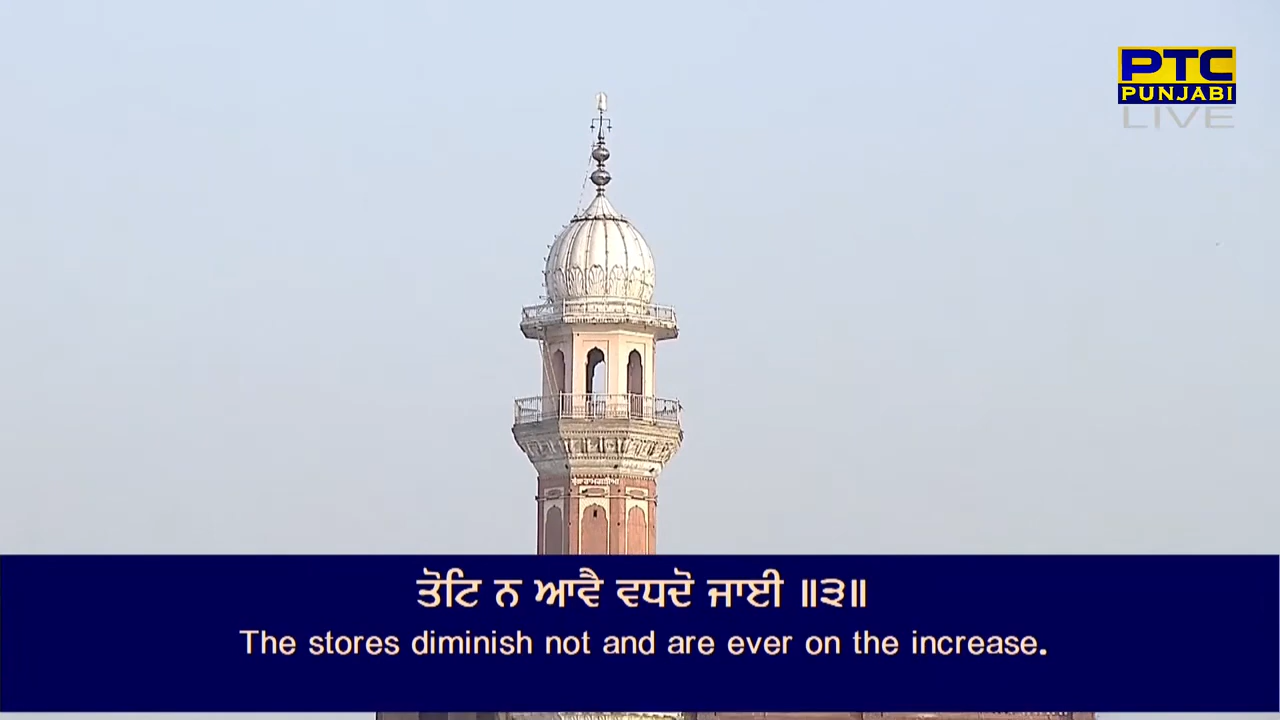 PTC
PUNJABI
LIVE
ਤੋਟਿ ਨ ਆਵੈ ਵਧਦੋ ਜਾਈ ॥੩॥
The stores diminish not and are ever on the increase.